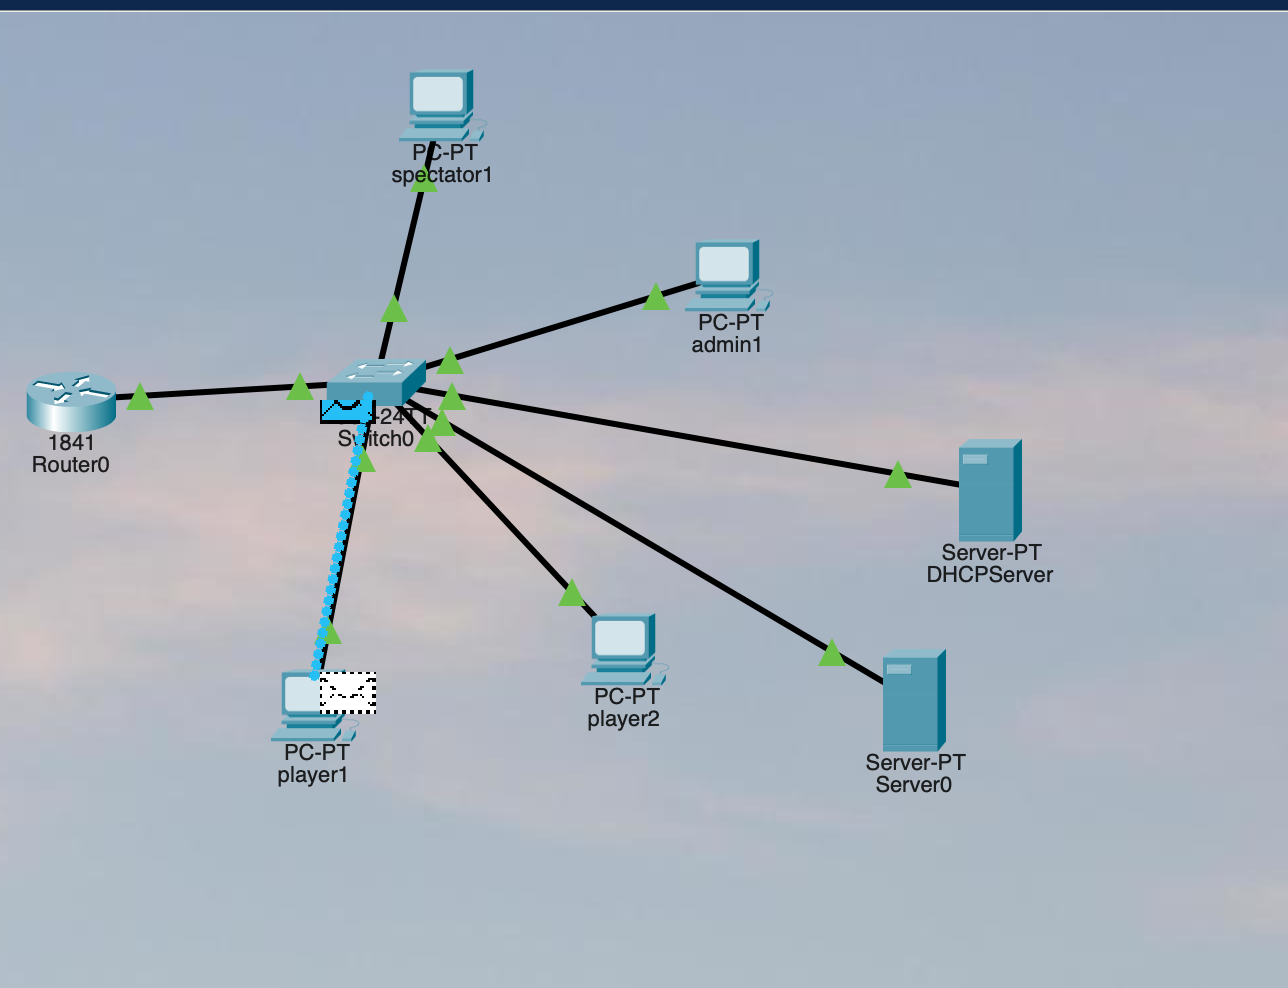 PC-PT
spectator1
PC-PT
admin1
1841
Router0
-24TT
Switch0
Server-PT
DHCPServer
PC-PT
player2
PC-PT
player1
Server-PT
Server0